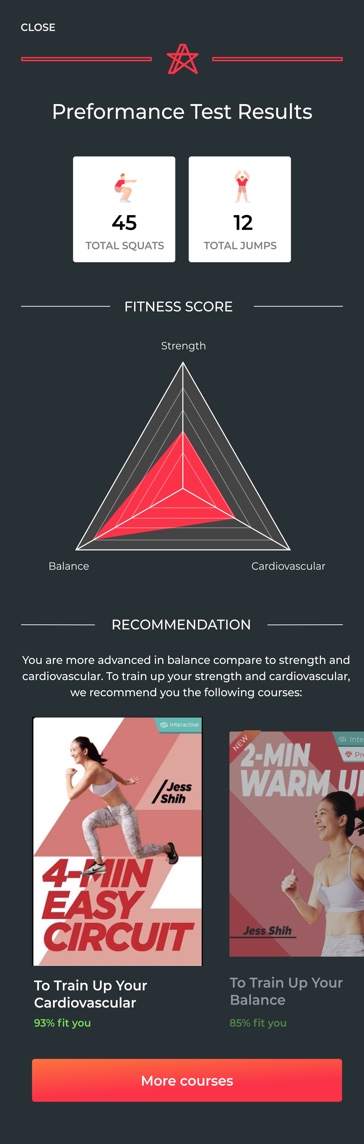 CLOSE
Preformance Test Results
45
TOTAL SQUATS
12
TOTAL JUMPS
FITNESS SCORE
Strength
Balance
Cardiovascular
RECOMMENDATION
You are more advanced in balance compare to strength and
cardiovascular. To train up your strength and cardiovascular,
we recommend you the following courses:
Interactive
Jess
Shih
4-MIN
EASY
CIRCUIT
To Train Up Your
Cardiovascular
93% fit you
NEW
2-MIN
WARM UP
Jess Shih
To Train Up Your
Balance
85% fit you
More courses